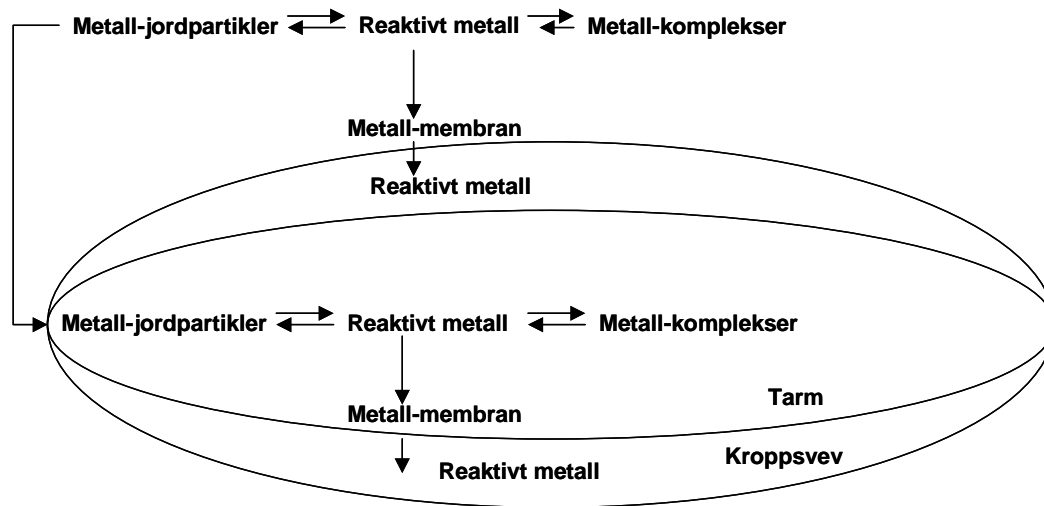 Metall-jordpartikler Reaktivt metall Metall-komplekser
Metall-membran
Reaktivt metall
Metall-jordpartikler Reaktivt metall Metall-komplekser
Tarm
Metall-membran
Kroppsvev
Reaktivt metall